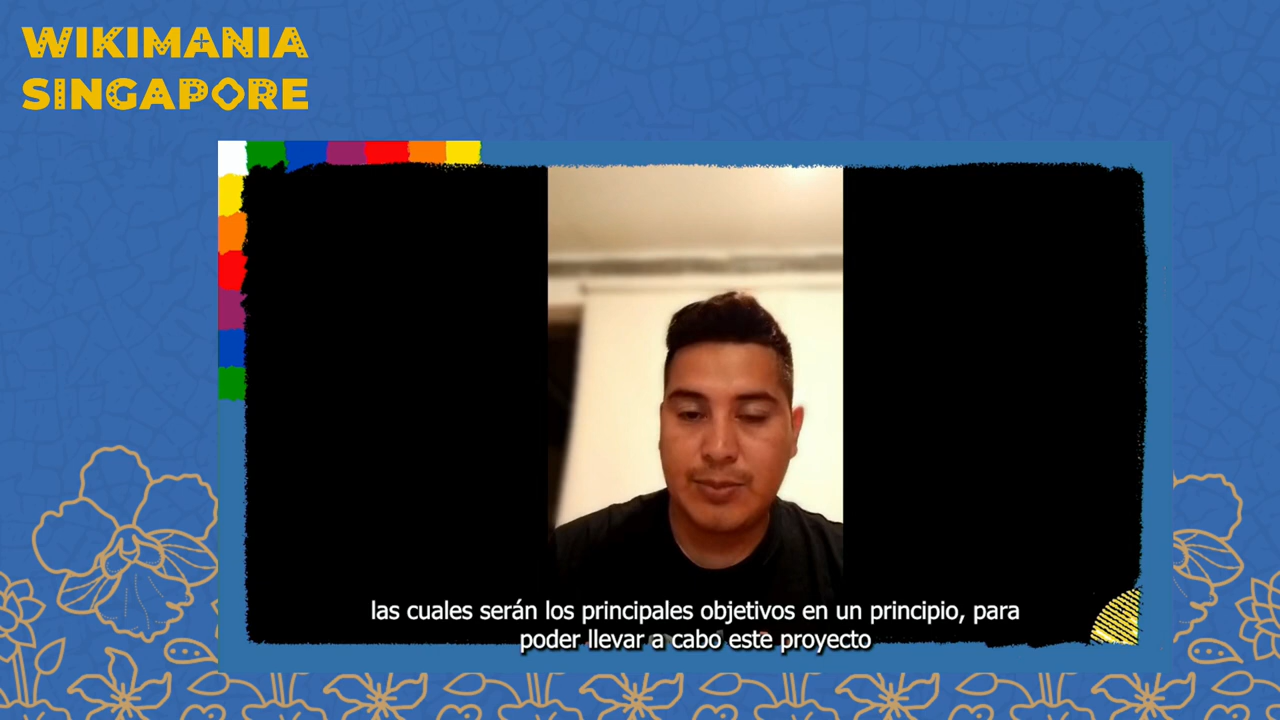 WIKIMANIA
SINGAPORE
las cuales serán los principales objetivos en un principio, para
poder llevar a cabo este proyecto